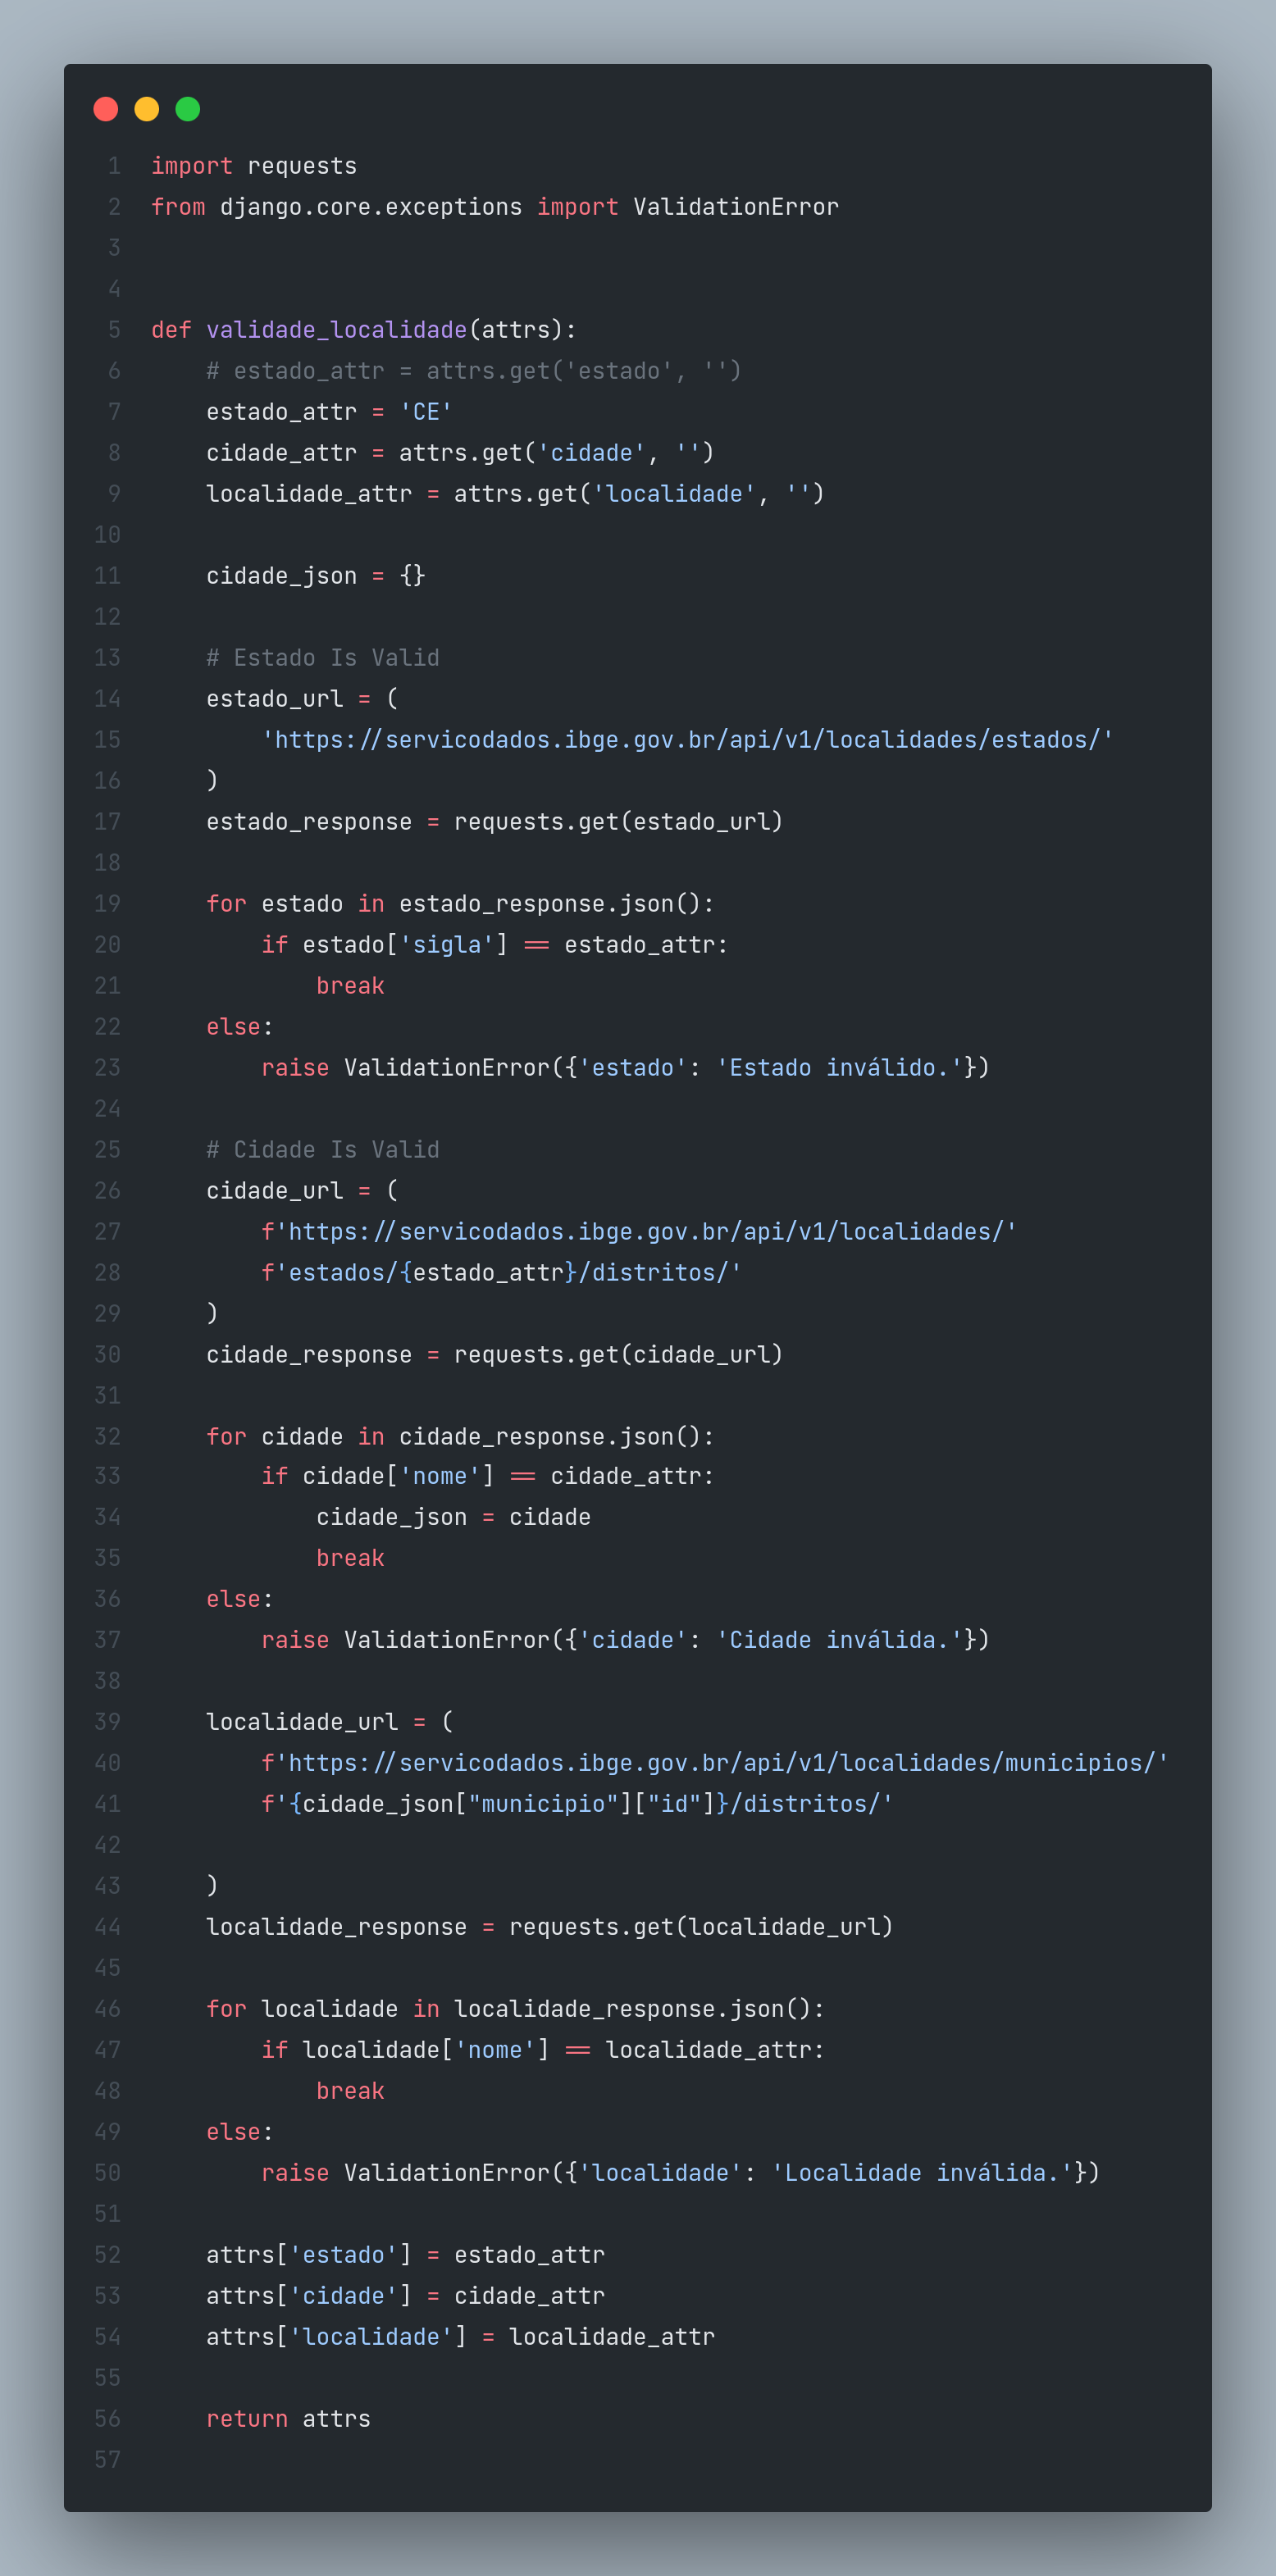 1 import requests
2 from django.core.exceptions import ValidationError
3
4
5 def validade_localidade(attrs):
6     # estado_attr = attrs.get('estado', '')
7     estado_attr = 'CE'
8     cidade_attr = attrs.get('cidade', '')
9     localidade_attr = attrs.get('localidade', '')
10
11     cidade_json = {}
12
13     # Estado Is Valid
14     estado_url = (
15         'https://servicodados.ibge.gov.br/api/v1/localidades/estados/'
16     )
17     estado_response = requests.get(estado_url)
18
19     for estado in estado_response.json():
20         if estado['sigla'] == estado_attr:
21             break
22     else:
23         raise ValidationError({'estado': 'Estado inválido.'})
24
25     # Cidade Is Valid
26     cidade_url = (
27         f'https://servicodados.ibge.gov.br/api/v1/localidades/'
28         f'estados/{estado_attr}/distritos/'
29     )
30     cidade_response = requests.get(cidade_url)
31
32     for cidade in cidade_response.json():
33         if cidade['nome'] == cidade_attr:
34             cidade_json = cidade
35             break
36     else:
37         raise ValidationError({'cidade': 'Cidade inválida.'})
38
39     localidade_url = (
40         f'https://servicodados.ibge.gov.br/api/v1/localidades/municipios/'
41         f'{cidade_json["municipio"]["id"]}/distritos/'
42
43     )
44     localidade_response = requests.get(localidade_url)
45
46     for localidade in localidade_response.json():
47         if localidade['nome'] == localidade_attr:
48             break
49     else:
50         raise ValidationError({'localidade': 'Localidade inválida.'})
51
52     attrs['estado'] = estado_attr
53     attrs['cidade'] = cidade_attr
54     attrs['localidade'] = localidade_attr
55
56     return attrs
57